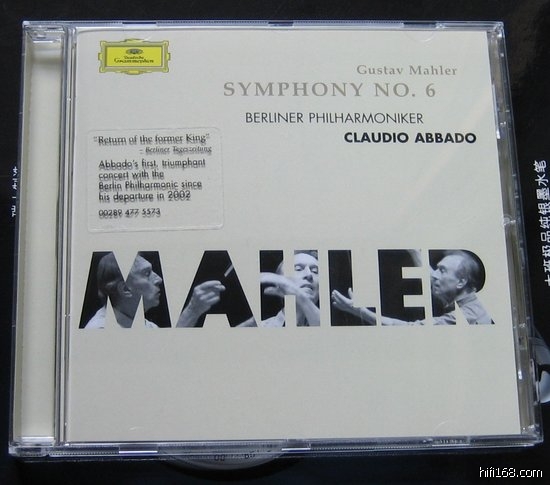 Deutsche
Grammophon
Gustav Mahler
SYMPHONY NO. 6
BERLINER PHILHARMONIKER
CLAUDIO ABBADO
"Return of the former King"
– Berliner Tageszeitung
Abbado's first, triumphant
concert with the
Berlin Philharmonic since
his departure in 2002
00289 477 5573
MAHLER
hifi168.com